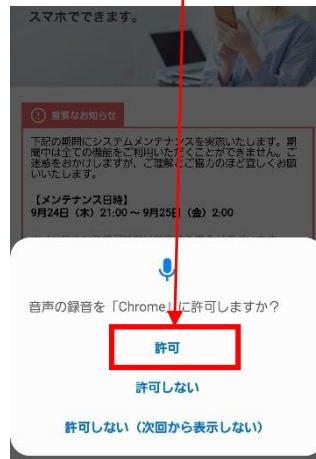 スマホでできます。
重要なお知らせ
下記の期間にシステムメンテナンスを実施いたします。期
間中は全ての機能をご利用いただくことができません。ご
迷惑をおかけしますが、ご理解とご協力のほど宜しくお願
いいたします。
【メンテナンス日時】
9月24日（木）21:00 ~ 9月25日（金）2:00
音声の録音を「Chrome」に許可しますか？
許可
許可しない
許可しない（次回から表示しない）